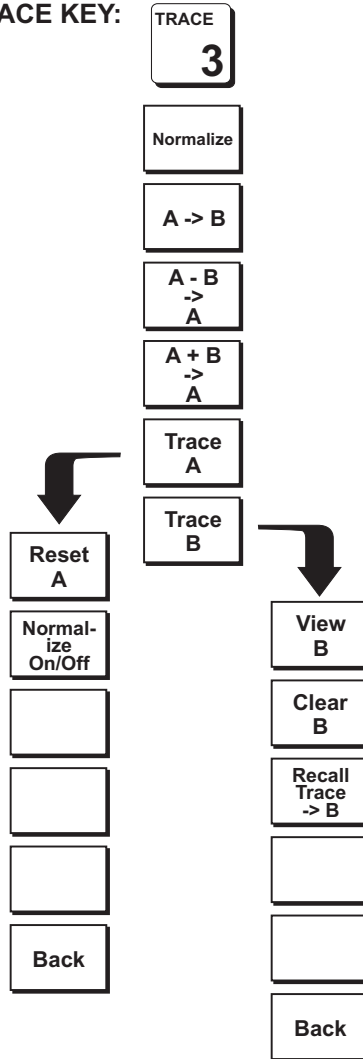 ACE KEY:
TRACE
3
Normalize
A -> B
A - B
->
A
A + B
->
A
Trace
A
Trace
B
Reset
A
Normal-
ize
On/Off
Back
View
B
Clear
B
Recall
Trace
-> B
Back